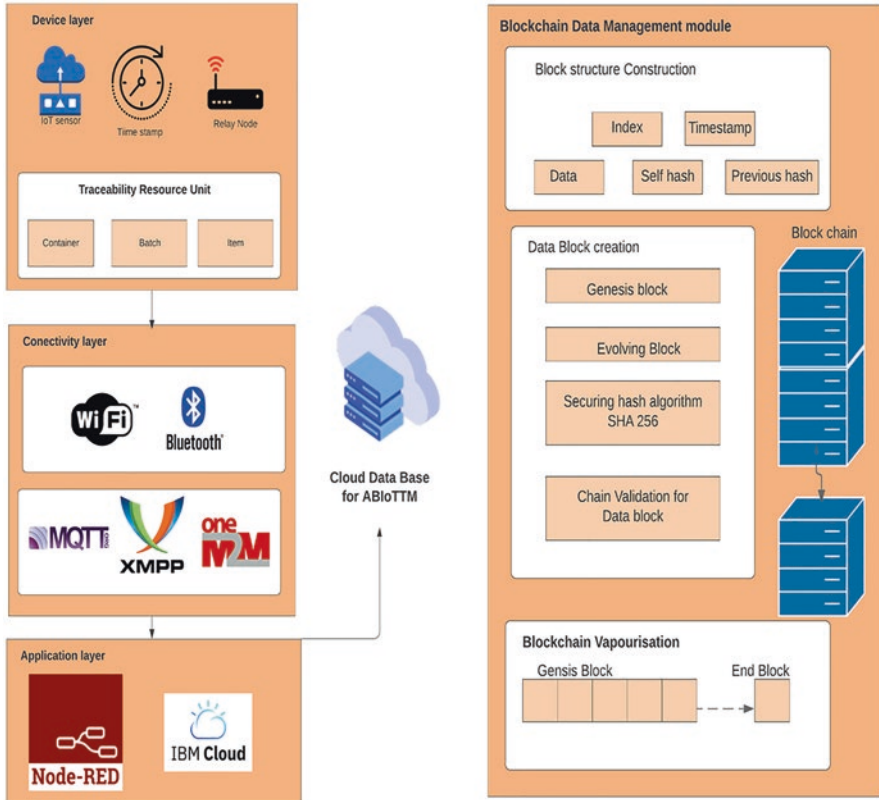 Device layer
IoT sensor
Time stamp
Relay Node
Traceability Resource Unit
Container
Batch
Item
Conectivity layer
WiFi™
Bluetooth®
MQTT.ORG
XMPP
one
M2M
Cloud Data Base
for ABIoTTM
Application layer
Node-RED
IBM Cloud
Blockchain Data Management module
Block structure Construction
Index
Timestamp
Data
Self hash
Previous hash
Data Block creation
Genesis block
Evolving Block
Securing hash algorithm
SHA 256
Chain Validation for
Data block
Block chain
Blockchain Vapourisation
Gensis Block
End Block